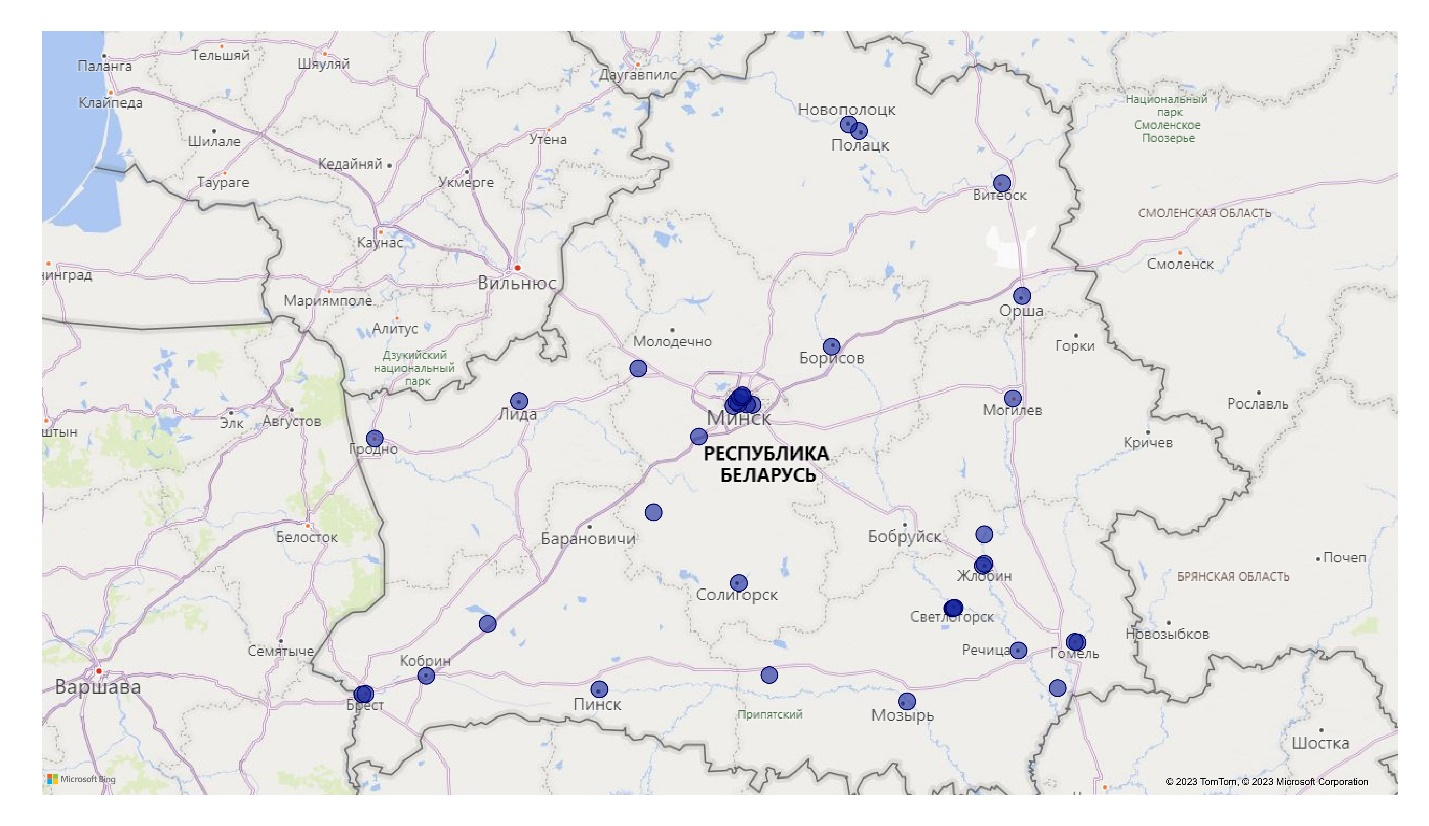 Паланга
Тельшяй
Шяуляй
Даугавпилс
Клайпеда
Новополоцк
Национальный
парк
Смоленское
Поозерье
Шилале
Утена
Полацк
Кедайняй
Таураге
Укмерге
Витебск
СМОЛЕНСКАЯ ОБЛАСТЬ
Каунас
Смоленск
инград
Вильнюс
Мариямполе
Орша
Алитус
Молодечно
Горки
Дзукийский
национальный
парк
Борисов
Рославль
Лида
Минск
Могилев
Элк
Августов
штын
Гродно
РЕСПУБЛИКА
БЕЛАРУСЬ
Кричев
Белосток
Барановичи
Бобруйск
Почеп
Жлобин
БРЯНСКАЯ ОБЛАСТЬ
Солигорск
Светлогорск
Новозыбков
Семятыче
Речица
Гомель
Кобрин
Варшава
Брест
Пинск
Припятский
Мозырь
Шостка
Microsoft Bing
© 2023 TomTom, © 2023 Microsoft Corporation